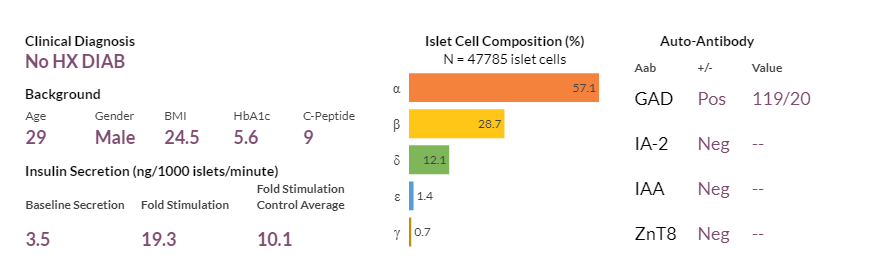 Clinical Diagnosis
No HX DIAB
Background
Age Gender BMI HbA1c C-Peptide
29 Male 24.5 5.6 9
Insulin Secretion (ng/1000 islets/minute)
Baseline Secretion Fold Stimulation Fold Stimulation Control Average
3.5 19.3 10.1
Islet Cell Composition (%)
N = 47785 islet cells
α 57.1
β 28.7
δ 12.1
ε 1.4
γ 0.7
Auto-Antibody
Aab +/- Value
GAD Pos 119/20
IA-2 Neg --
IAA Neg --
ZnT8 Neg --